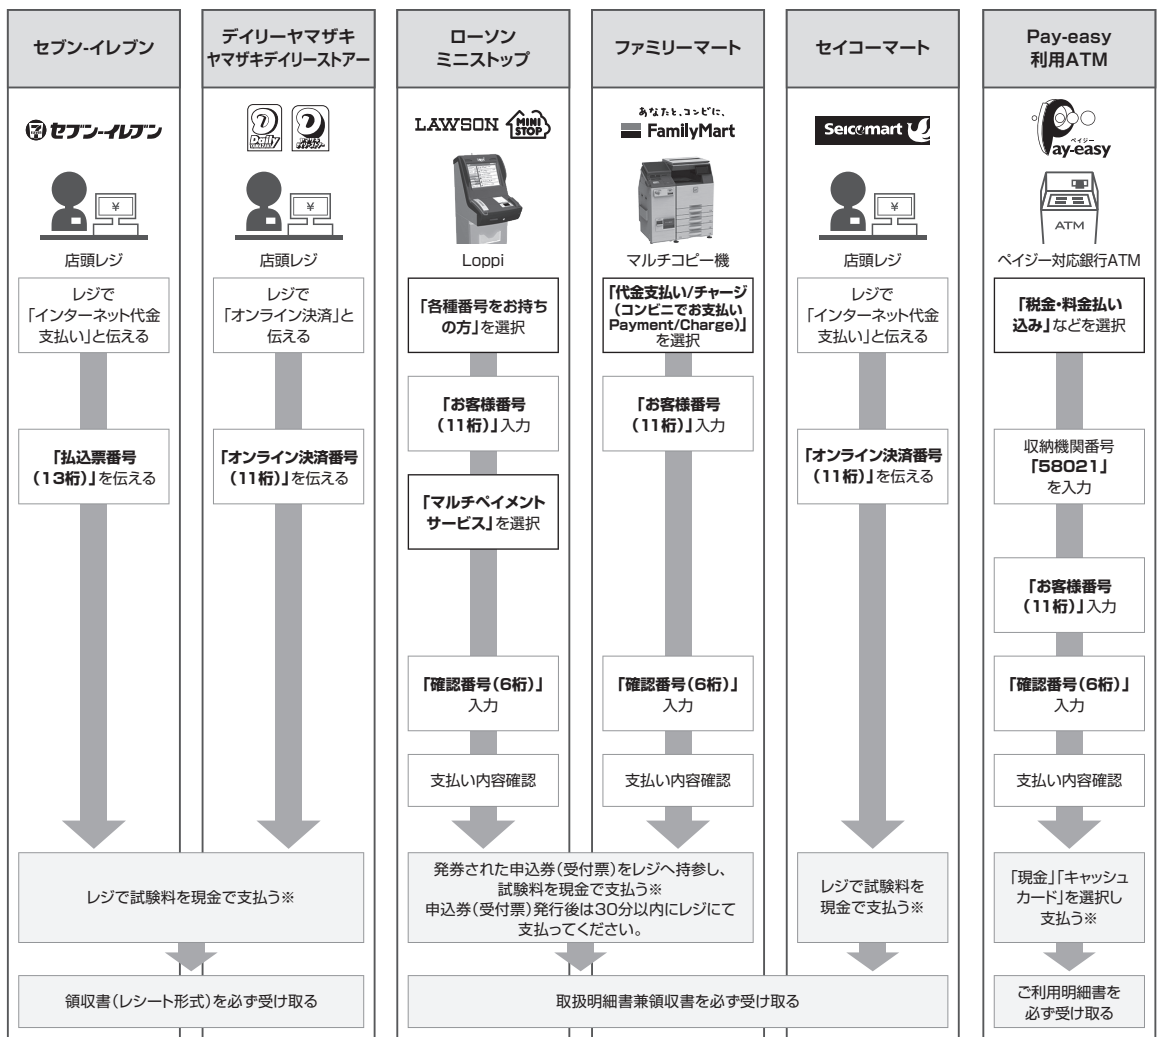 セブン-イレブン
デイリーヤマザキ
ヤマザキデイリーストアー
ローソン
ミニストップ
ファミリーマート
セイコーマート
Pay-easy
利用ATM
セブン-イレブン
Daily
LAWSON
MINI
STOP
あなたと、コンビに、
FamilyMart
Seicomart
ペイジー
Pay-easy
¥
¥
¥
ATM
店頭レジ
店頭レジ
Loppi
マルチコピー機
店頭レジ
ペイジー対応銀行ATM
レジで
「インターネット代金
支払い」と伝える
レジで
「オンライン決済」と
伝える
「各種番号をお持ち
の方」を選択
「代金支払い/チャージ
(コンビニでお支払い
Payment/Charge)」
を選択
レジで
「インターネット代金
支払い」と伝える
「税金・料金払い
込み」などを選択
「お客様番号
(11桁)」入力
「お客様番号
(11桁)」入力
「払込票番号
(13桁)」を伝える
「オンライン決済番号
(11桁)」を伝える
「マルチペイメント
サービス」を選択
「オンライン決済番号
(11桁)」を伝える
収納機関番号
「58021」
を入力
「お客様番号
(11桁)」入力
「確認番号(6桁)」
入力
「確認番号(6桁)」
入力
「確認番号(6桁)」
入力
支払い内容確認
支払い内容確認
支払い内容確認
レジで試験料を現金で支払う※
発券された申込券(受付票)をレジへ持参し、
試験料を現金で支払う※
申込券(受付票)発行後は30分以内にレジにて
支払ってください。
レジで試験料を
現金で支払う※
「現金」「キャッシュ
カード」を選択し
支払う※
領収書(レシート形式)を必ず受け取る
取扱明細書兼領収書を必ず受け取る
ご利用明細書を
必ず受け取る